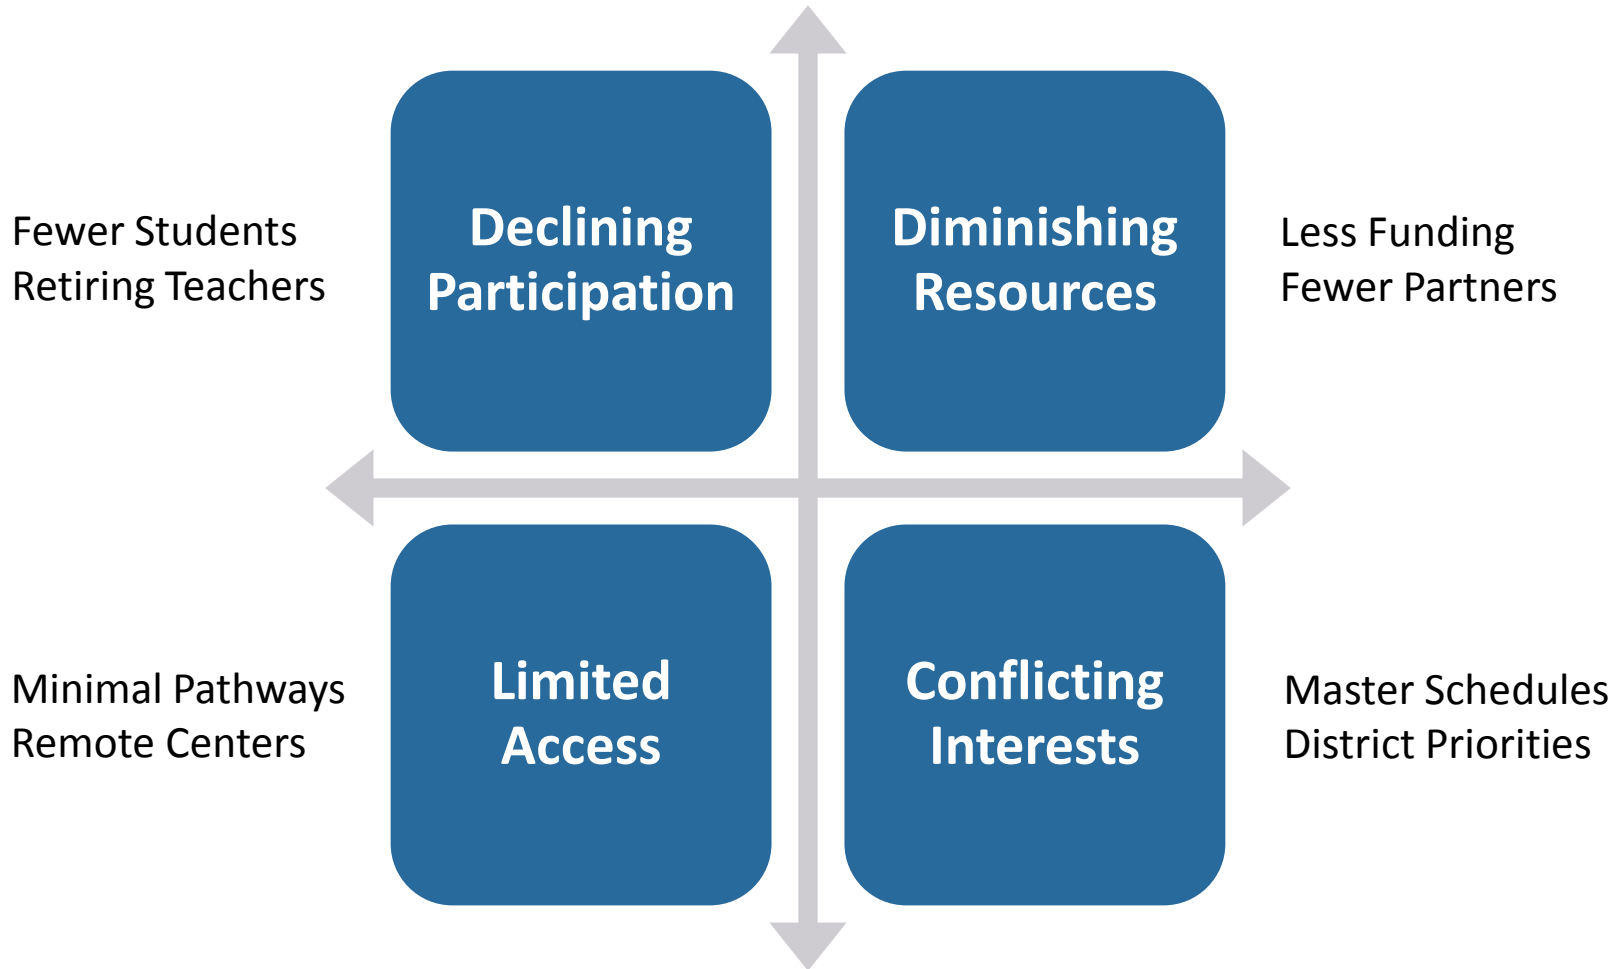 Fewer Students
Retiring Teachers
Declining
Participation
Diminishing
Resources
Less Funding
Fewer Partners
Minimal Pathways
Remote Centers
Limited
Access
Conflicting
Interests
Master Schedules
District Priorities